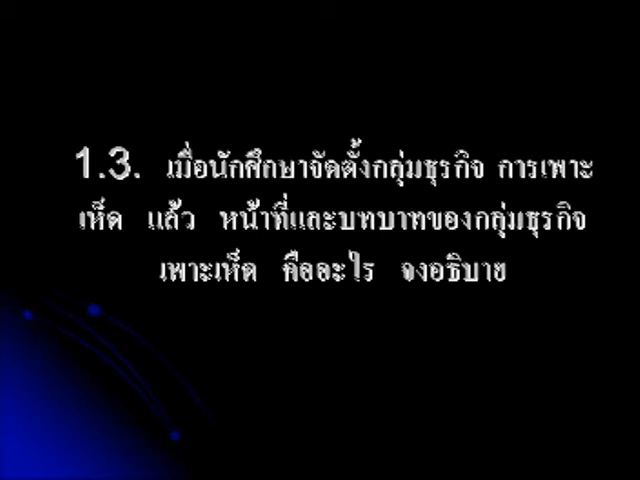 1.3. เมื่อนักศึกษาจัดตั้งกลุ่มธุรกิจ การเพาะ
เห็ด แล้ว หน้าที่และบทบาทของกลุ่มธุรกิจ
เพาะเห็ด คืออะไร จงอธิบาย